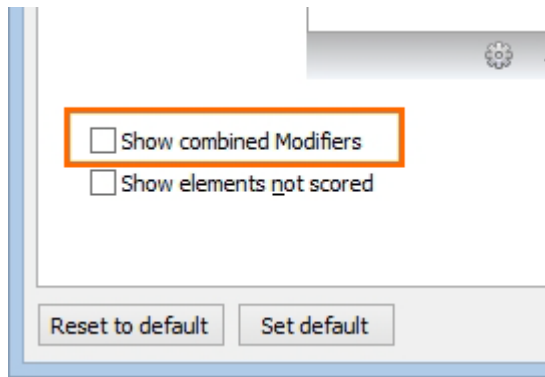 Show combined Modifiers
Show elements not scored
Reset to default Set default